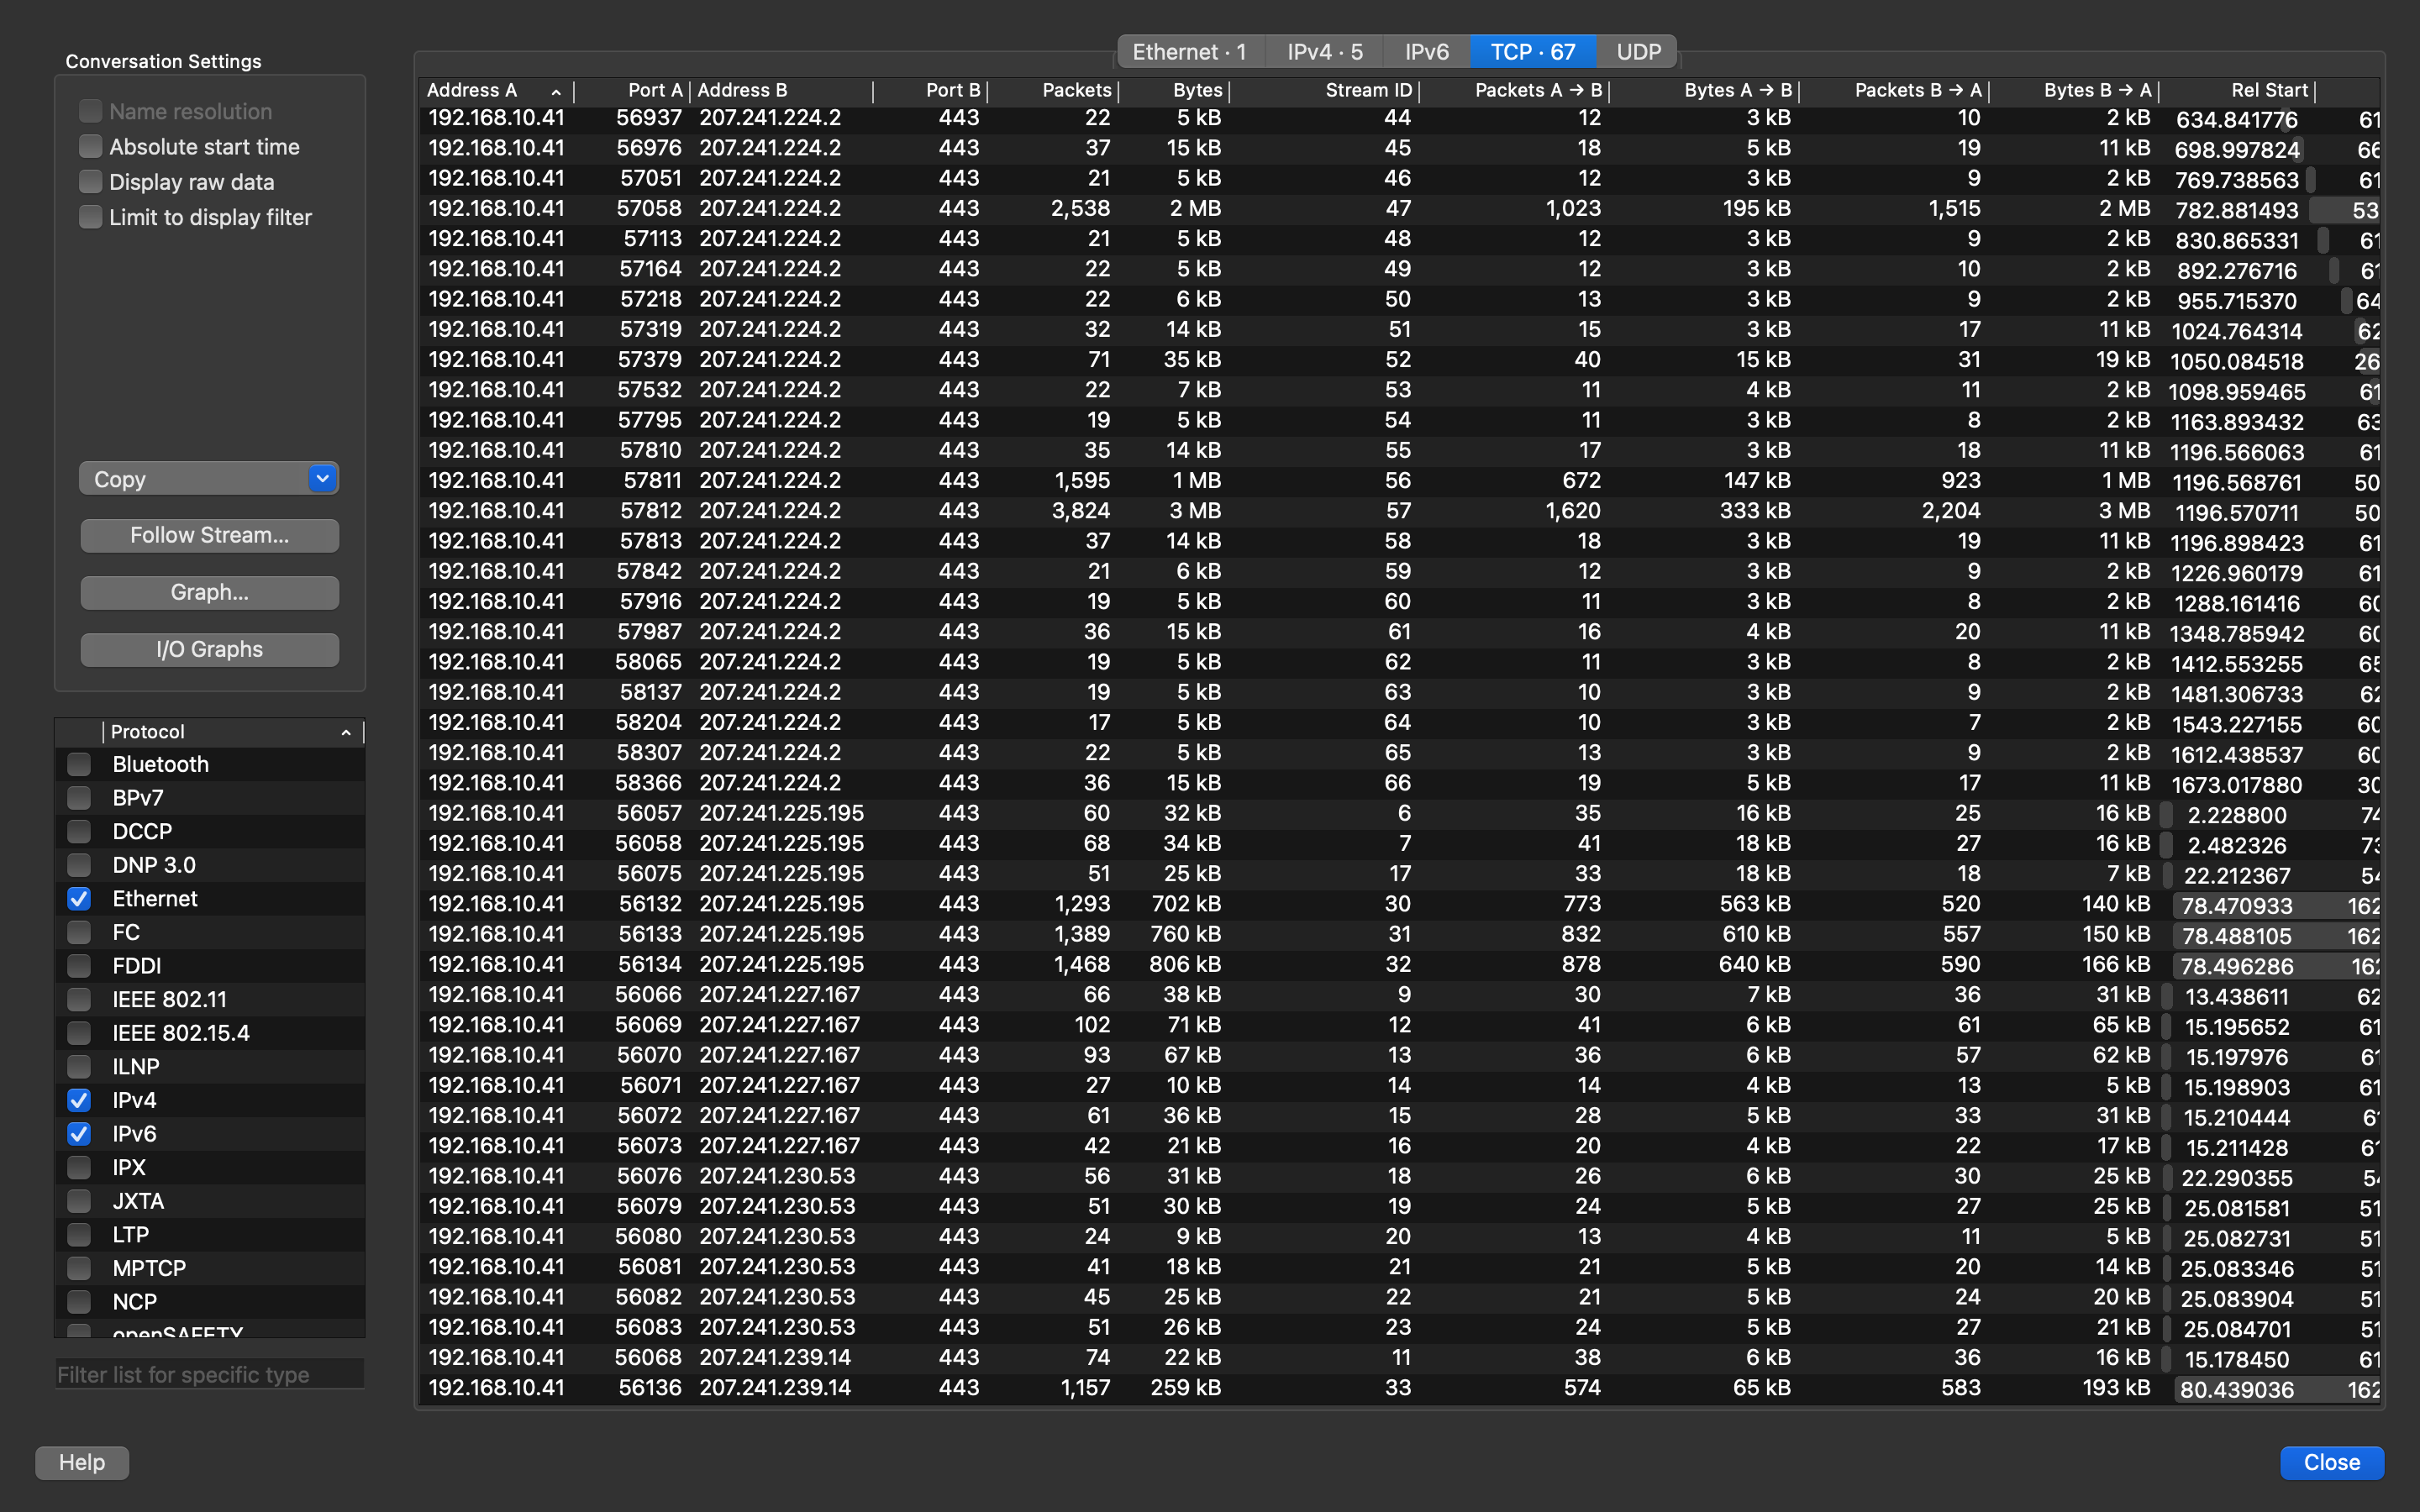 Conversation Settings
Name resolution
Absolute start time
Display raw data
Limit to display filter
Copy
Follow Stream...
Graph...
I/O Graphs
Protocol
Bluetooth
BPv7
DCCP
DNP 3.0
Ethernet
FC
FDDI
IEEE 802.11
IEEE 802.15.4
ILNP
IPv4
IPv6
IPX
JXTA
LTP
MPTCP
NCP
openSAFETY
Filter list for specific type
Help
Ethernet · 1 IPv4 · 5 IPv6 TCP · 67 UDP
Address A Port A Address B Port B Packets Bytes Stream ID Packets A → B Bytes A → B Packets B → A Bytes B → A Rel Start
192.168.10.41 56937 207.241.224.2 443 22 5 kB 44 12 3 kB 10 2 kB 634.841776 61
192.168.10.41 56976 207.241.224.2 443 37 15 kB 45 18 5 kB 19 11 kB 698.997824 66
192.168.10.41 57051 207.241.224.2 443 21 5 kB 46 12 3 kB 9 2 kB 769.738563 61
192.168.10.41 57058 207.241.224.2 443 2,538 2 MB 47 1,023 195 kB 1,515 2 MB 782.881493 53
192.168.10.41 57113 207.241.224.2 443 21 5 kB 48 12 3 kB 9 2 kB 830.865331 61
192.168.10.41 57164 207.241.224.2 443 22 5 kB 49 12 3 kB 10 2 kB 892.276716 61
192.168.10.41 57218 207.241.224.2 443 22 6 kB 50 13 3 kB 9 2 kB 955.715370 64
192.168.10.41 57319 207.241.224.2 443 32 14 kB 51 15 3 kB 17 11 kB 1024.764314 62
192.168.10.41 57379 207.241.224.2 443 71 35 kB 52 40 15 kB 31 19 kB 1050.084518 26
192.168.10.41 57532 207.241.224.2 443 22 7 kB 53 11 4 kB 11 2 kB 1098.959465 61
192.168.10.41 57795 207.241.224.2 443 19 5 kB 54 11 3 kB 8 2 kB 1163.893432 63
192.168.10.41 57810 207.241.224.2 443 35 14 kB 55 17 3 kB 18 11 kB 1196.566063 61
192.168.10.41 57811 207.241.224.2 443 1,595 1 MB 56 672 147 kB 923 1 MB 1196.568761 50
192.168.10.41 57812 207.241.224.2 443 3,824 3 MB 57 1,620 333 kB 2,204 3 MB 1196.570711 50
192.168.10.41 57813 207.241.224.2 443 37 14 kB 58 18 3 kB 19 11 kB 1196.898423 61
192.168.10.41 57842 207.241.224.2 443 21 6 kB 59 12 3 kB 9 2 kB 1226.960179 61
192.168.10.41 57916 207.241.224.2 443 19 5 kB 60 11 3 kB 8 2 kB 1288.161416 60
192.168.10.41 57987 207.241.224.2 443 36 15 kB 61 16 4 kB 20 11 kB 1348.785942 60
192.168.10.41 58065 207.241.224.2 443 19 5 kB 62 11 3 kB 8 2 kB 1412.553255 65
192.168.10.41 58137 207.241.224.2 443 19 5 kB 63 10 3 kB 9 2 kB 1481.306733 62
192.168.10.41 58204 207.241.224.2 443 17 5 kB 64 10 3 kB 7 2 kB 1543.227155 60
192.168.10.41 58307 207.241.224.2 443 22 5 kB 65 13 3 kB 9 2 kB 1612.438537 60
192.168.10.41 58366 207.241.224.2 443 36 15 kB 66 19 5 kB 17 11 kB 1673.017880 30
192.168.10.41 56057 207.241.225.195 443 60 32 kB 6 35 16 kB 25 16 kB 2.228800 74
192.168.10.41 56058 207.241.225.195 443 68 34 kB 7 41 18 kB 27 16 kB 2.482326 73
192.168.10.41 56075 207.241.225.195 443 51 25 kB 17 33 18 kB 18 7 kB 22.212367 54
192.168.10.41 56132 207.241.225.195 443 1,293 702 kB 30 773 563 kB 520 140 kB 78.470933 162
192.168.10.41 56133 207.241.225.195 443 1,389 760 kB 31 832 610 kB 557 150 kB 78.488105 162
192.168.10.41 56134 207.241.225.195 443 1,468 806 kB 32 878 640 kB 590 166 kB 78.496286 162
192.168.10.41 56066 207.241.227.167 443 66 38 kB 9 30 7 kB 36 31 kB 13.438611 62
192.168.10.41 56069 207.241.227.167 443 102 71 kB 12 41 6 kB 61 65 kB 15.195652 61
192.168.10.41 56070 207.241.227.167 443 93 67 kB 13 36 6 kB 57 62 kB 15.197976 61
192.168.10.41 56071 207.241.227.167 443 27 10 kB 14 14 4 kB 13 5 kB 15.198903 61
192.168.10.41 56072 207.241.227.167 443 61 36 kB 15 28 5 kB 33 31 kB 15.210444 61
192.168.10.41 56073 207.241.227.167 443 42 21 kB 16 20 4 kB 22 17 kB 15.211428 61
192.168.10.41 56076 207.241.230.53 443 56 31 kB 18 26 6 kB 30 25 kB 22.290355 54
192.168.10.41 56079 207.241.230.53 443 51 30 kB 19 24 5 kB 27 25 kB 25.081581 51
192.168.10.41 56080 207.241.230.53 443 24 9 kB 20 13 4 kB 11 5 kB 25.082731 51
192.168.10.41 56081 207.241.230.53 443 41 18 kB 21 21 5 kB 20 14 kB 25.083346 51
192.168.10.41 56082 207.241.230.53 443 45 25 kB 22 21 5 kB 24 20 kB 25.083904 51
192.168.10.41 56083 207.241.230.53 443 51 26 kB 23 24 5 kB 27 21 kB 25.084701 51
192.168.10.41 56068 207.241.239.14 443 74 22 kB 11 38 6 kB 36 16 kB 15.178450 61
192.168.10.41 56136 207.241.239.14 443 1,157 259 kB 33 574 65 kB 583 193 kB 80.439036 162
Close